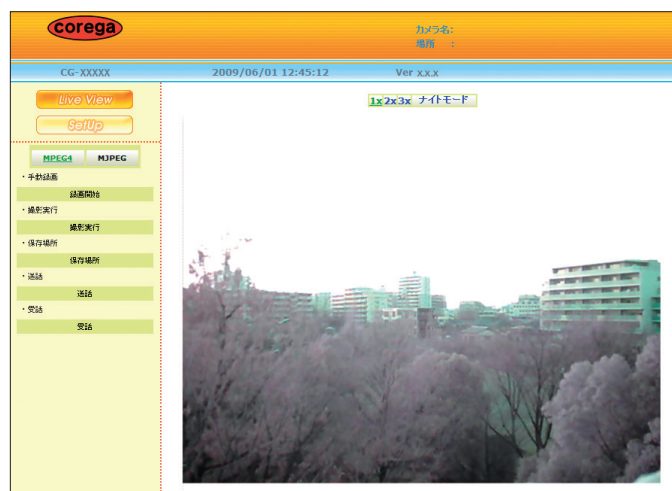 corega
カメラ名:
場所 :
CG-XXXXX 2009/06/01 12:45:12 Ver x.x.x
Live View
SetUp
1x 2x 3x ナイトモード
MPEG4 MJPEG
・手動録画
録画開始
・撮影実行
撮影実行
・保存場所
保存場所
・送話
送話
・受話
受話